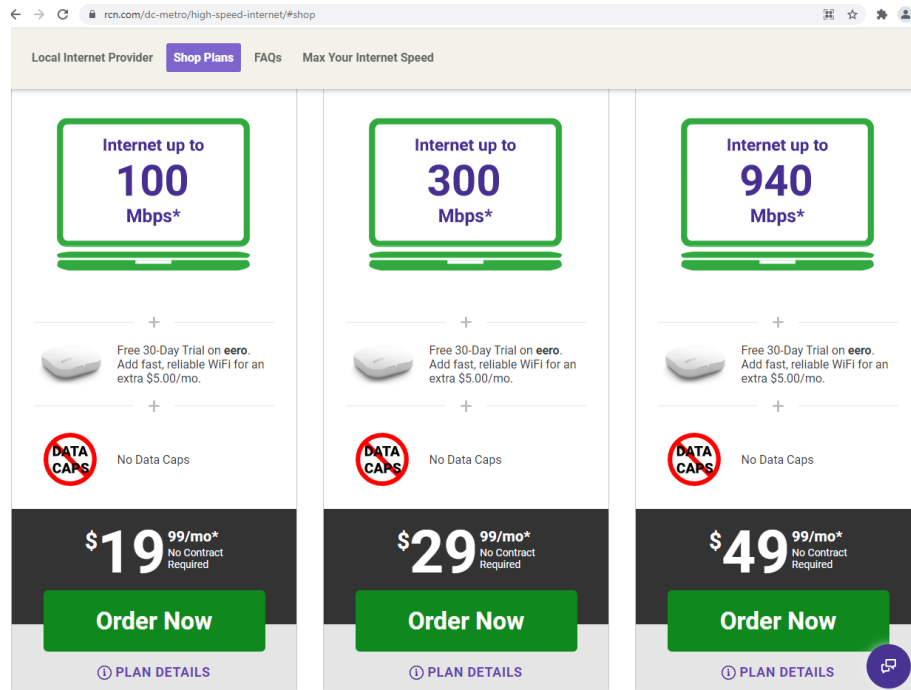 rcn.com/dc-metro/high-speed-internet/#shop
Local Internet Provider
Shop Plans
FAQs
Max Your Internet Speed
Internet up to
100
Mbps*
+
Free 30-Day Trial on eero.
Add fast, reliable WiFi for an
extra $5.00/mo.
+
DATA
CAPS
No Data Caps
$19 99/mo*
No Contract
Required
Order Now
PLAN DETAILS
Internet up to
300
Mbps*
+
Free 30-Day Trial on eero.
Add fast, reliable WiFi for an
extra $5.00/mo.
+
DATA
CAPS
No Data Caps
$29 99/mo*
No Contract
Required
Order Now
PLAN DETAILS
Internet up to
940
Mbps*
+
Free 30-Day Trial on eero.
Add fast, reliable WiFi for an
extra $5.00/mo.
+
DATA
CAPS
No Data Caps
$49 99/mo*
No Contract
Required
Order Now
PLAN DETAILS